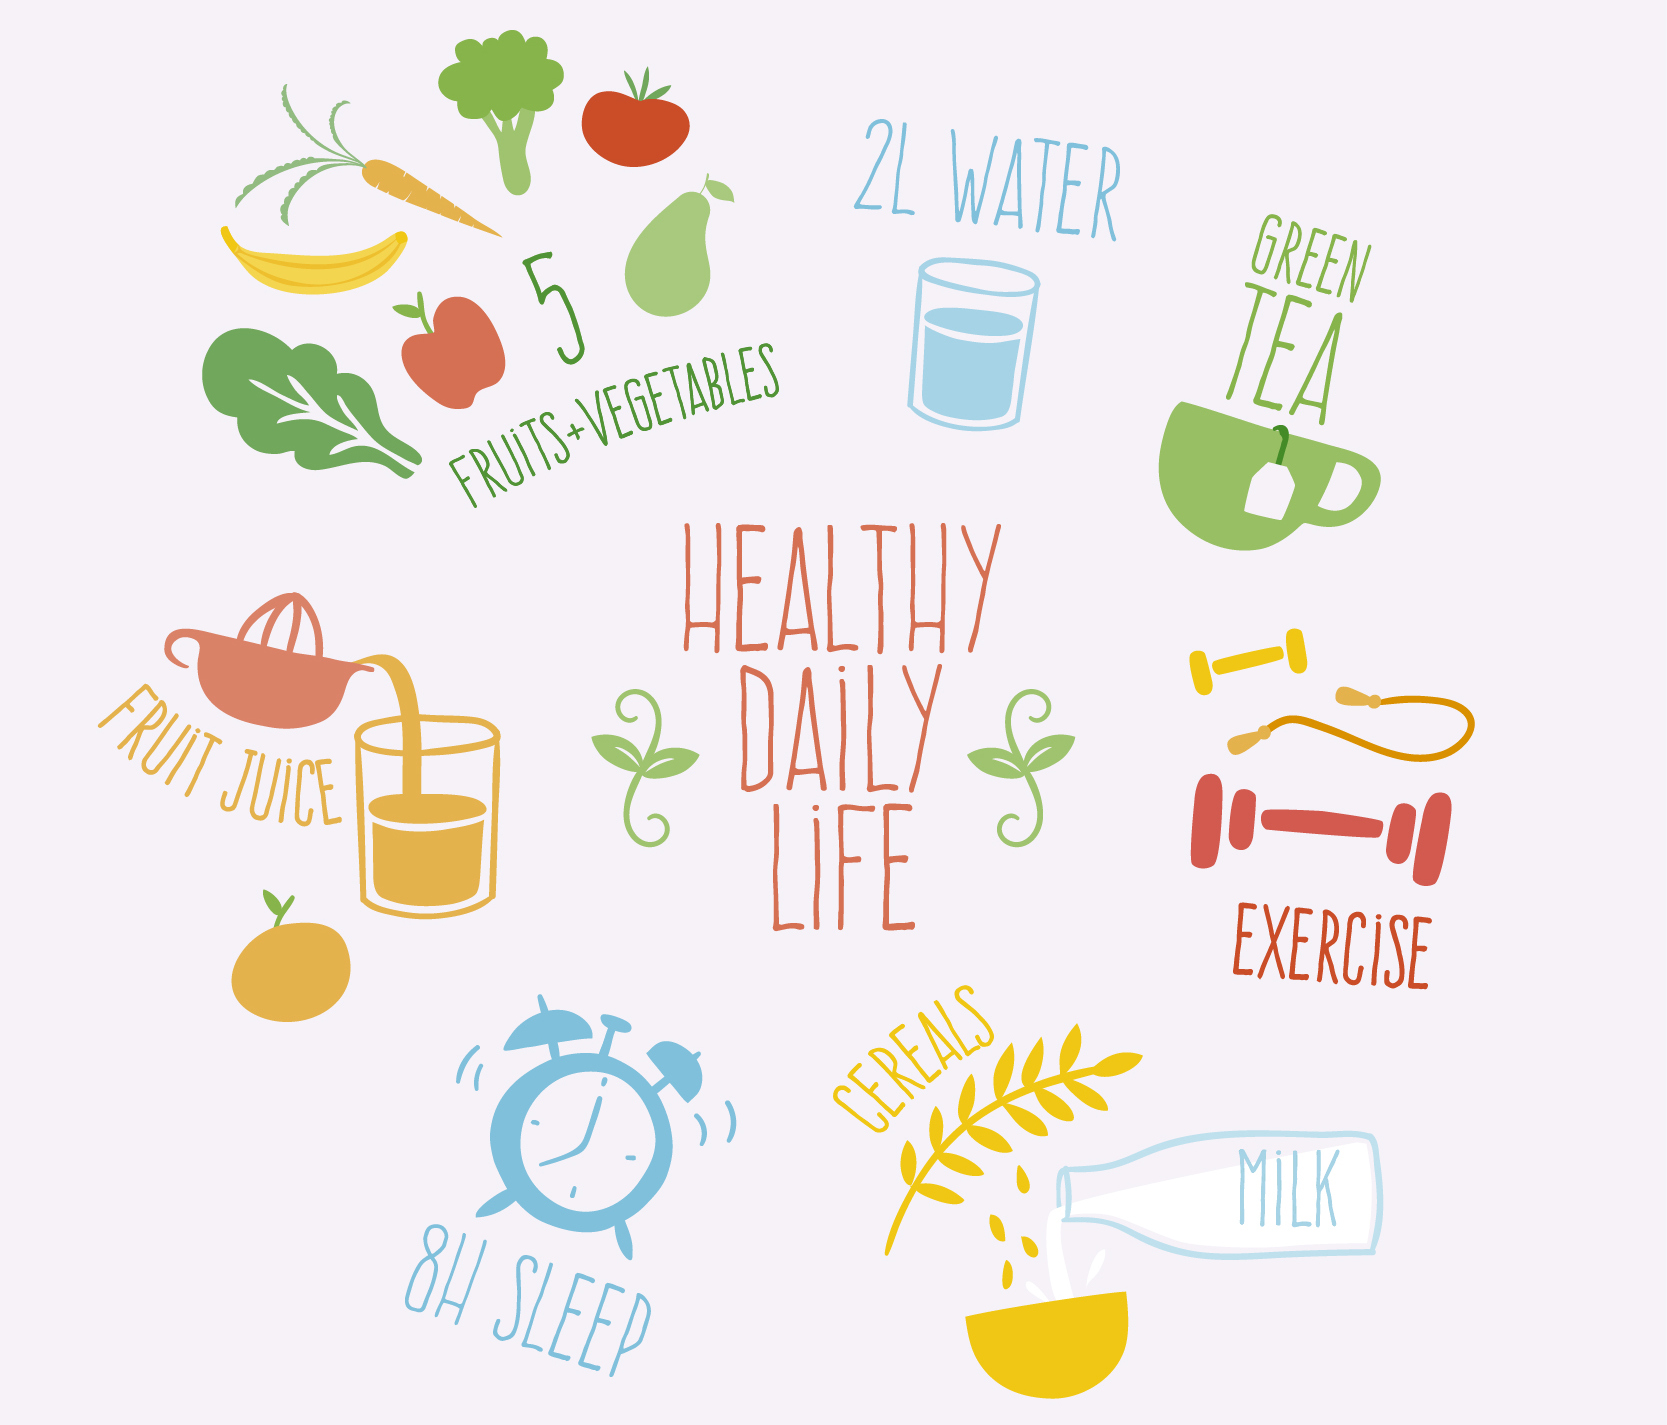 5
FRUiTS+VEGETABLES
2L WATER
GREEN
TEA
HEALTHY
DAiLY
LiFE
FRUiT JUiCE
EXERCiSE
8H SLEEP
CEREALS
MiLK